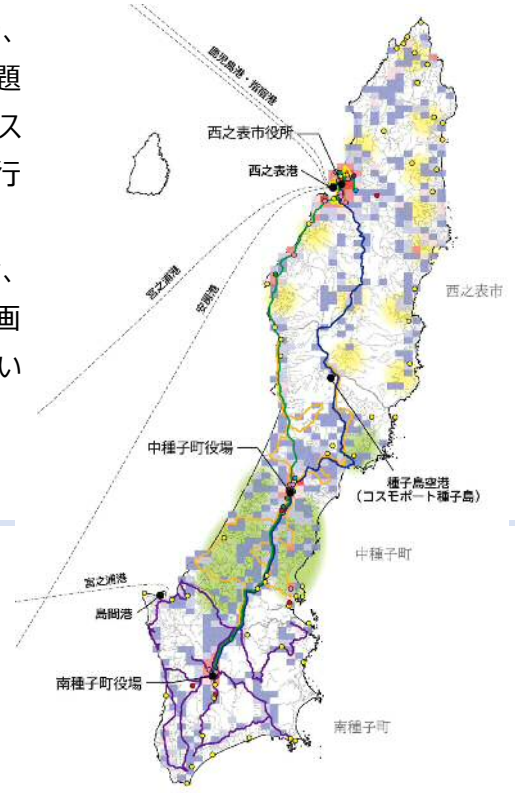 、
題
ス
行
、
画
い
鹿児島港・指宿港
西之表市役所
西之表港
宮之浦港
安房港
西之表市
中種子町役場
種子島空港
(コスモポート種子島)
中種子町
宮之浦港
島間港
南種子町役場
南種子町